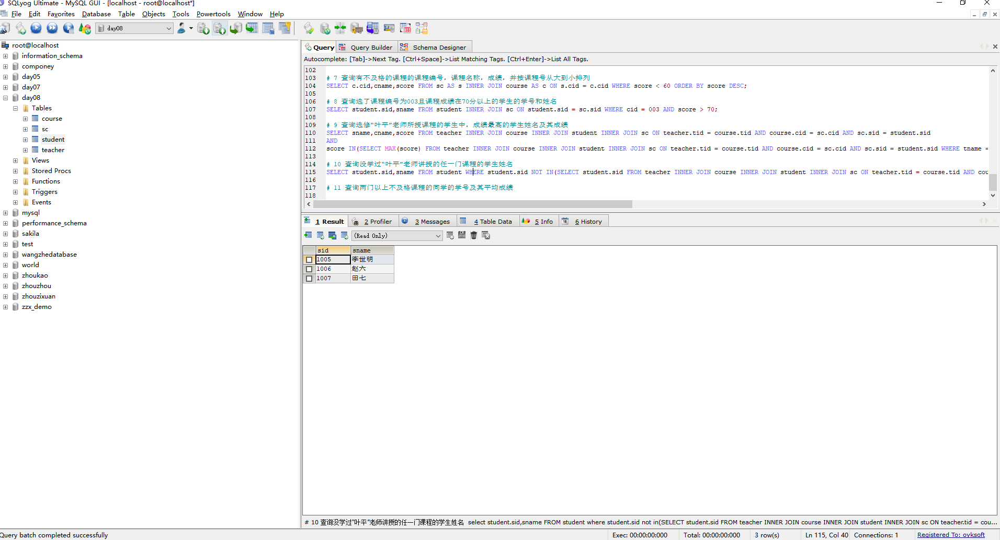 SQLyog Ultimate - MySQL GUI - [localhost - root@localhost*]
File Edit Favorites Database Table Objects Tools Powertools Window Help
day08
root@localhost
information_schema
componey
day05
day07
day08
Tables
course
sc
student
teacher
Views
Stored Procs
Functions
Triggers
Events
mysql
performance_schema
sakila
test
wangzhedatabase
world
zhoukao
zhouzhou
zhouzixuan
zzx_demo
Query Query Builder Schema Designer
Autocomplete: [Tab]->Next Tag. [Ctrl+Space]->List Matching Tags. [Ctrl+Enter]->List All Tags.
102
103 # 7 查询有不及格的课程的课程编号，课程名称，成绩，并按课程号从大到小排列
104 SELECT c.cid,cname,score FROM sc AS s INNER JOIN course AS c ON s.cid = c.cid WHERE score < 60 ORDER BY score DESC;
105
106 # 8 查询选了课程编号为003且课程成绩在70分以上的学生的学号和姓名
107 SELECT student.sid,sname FROM student INNER JOIN sc ON student.sid = sc.sid WHERE cid = 003 AND score > 70;
108
109 # 9 查询选修“叶平”老师所授课程的学生中，成绩最高的学生姓名及其成绩
110 SELECT sname,cname,score FROM teacher INNER JOIN course INNER JOIN student INNER JOIN sc ON teacher.tid = course.tid AND course.cid = sc.cid AND sc.sid = student.sid
111 AND
112 score IN(SELECT MAX(score) FROM teacher INNER JOIN course INNER JOIN student INNER JOIN sc ON teacher.tid = course.tid AND course.cid = sc.cid AND sc.sid = student.sid WHERE tname =
113
114 # 10 查询没学过“叶平”老师讲授的任一门课程的学生姓名
115 SELECT student.sid,sname FROM student WHERE student.sid NOT IN(SELECT student.sid FROM teacher INNER JOIN course INNER JOIN student INNER JOIN sc ON teacher.tid = course.tid AND cou
116
117 # 11 查询两门以上不及格课程的同学的学号及其平均成绩
118
1 Result 2 Profiler 3 Messages 4 Table Data 5 Info 6 History
(Read Only)
sid sname
1005 李世明
1006 赵六
1007 田七
# 10 查询没学过“叶平”老师讲授的任一门课程的学生姓名 select student.sid,sname FROM student where student.sid not in(SELECT student.sid FROM teacher INNER JOIN course INNER JOIN student INNER JOIN sc ON teacher.tid = cou...
Query batch completed successfully Exec: 00:00:00:000 Total: 00:00:00:000 3 row(s) Ln 115, Col 40 Connections: 1 Registered To: oyksoft